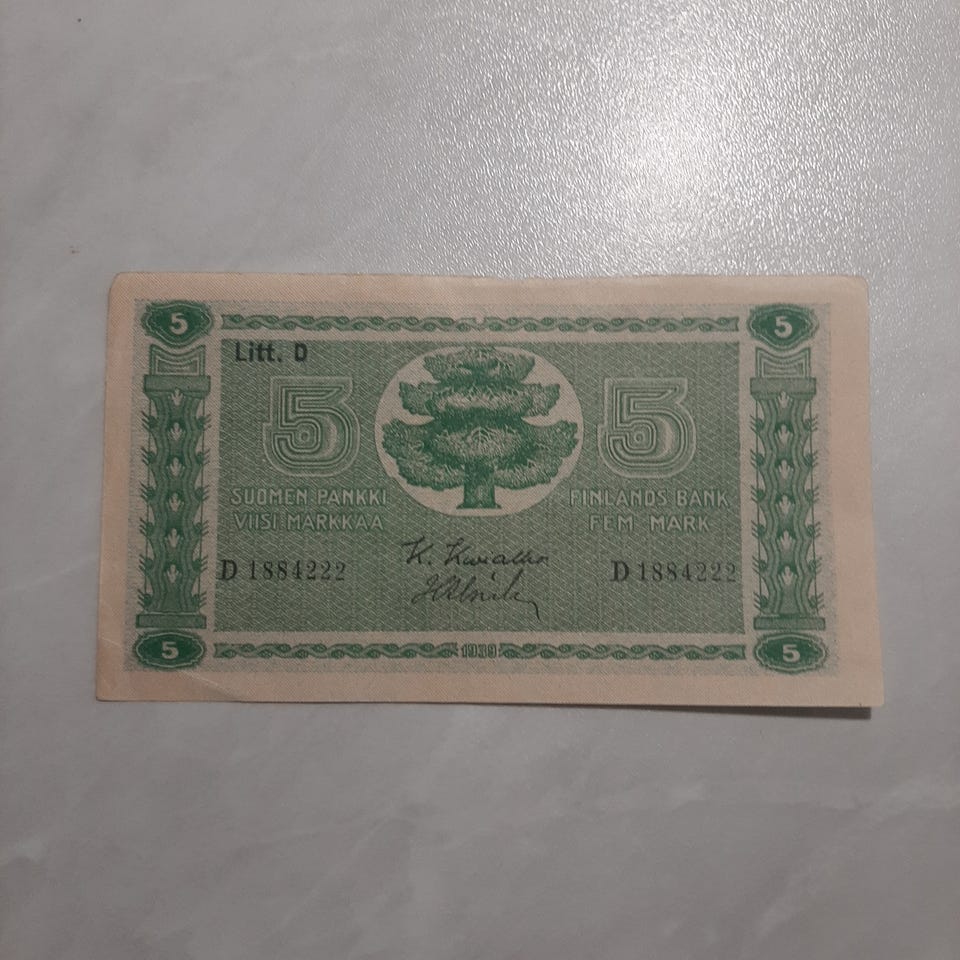 5 5
Litt. D
5 5
SUOMEN PANKKI FINLANDS BANK
VIISI MARKKAA FEM MARK
D 1884222 D 1884222
5 1939 5